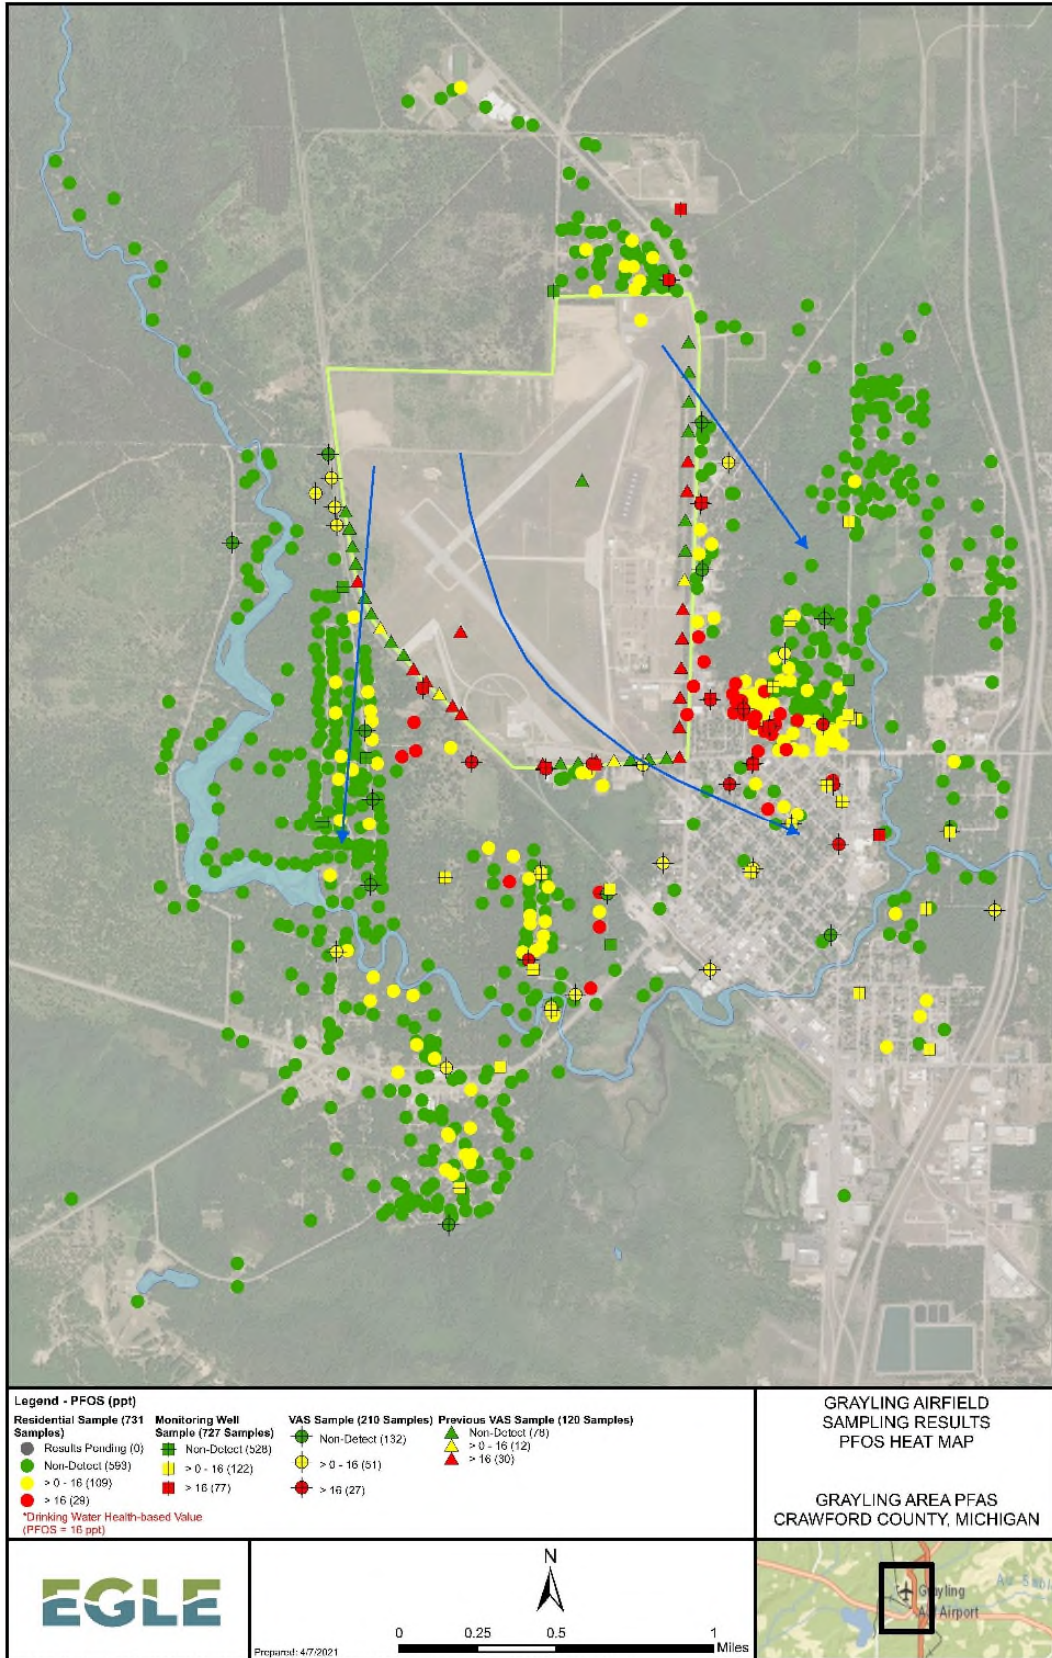 Legend - PFOS (ppt)
Residential Sample (731 Samples)
Results Pending (0)
Non-Detect (593)
> 0 - 16 (109)
> 16 (29)
*Drinking Water Health-based Value
(PFOS = 16 ppt)
Monitoring Well
Sample (727 Samples)
Non-Detect (528)
> 0 - 16 (122)
> 16 (77)
VAS Sample (210 Samples)
Non-Detect (132)
> 0 - 16 (51)
> 16 (27)
Previous VAS Sample (120 Samples)
Non-Detect (78)
> 0 - 16 (12)
> 16 (30)
GRAYLING AIRFIELD
SAMPLING RESULTS
PFOS HEAT MAP
GRAYLING AREA PFAS
CRAWFORD COUNTY, MICHIGAN
EGLE
Prepared: 4/7/2021
N
0 0.25 0.5 1
Miles
Grayling
Airport